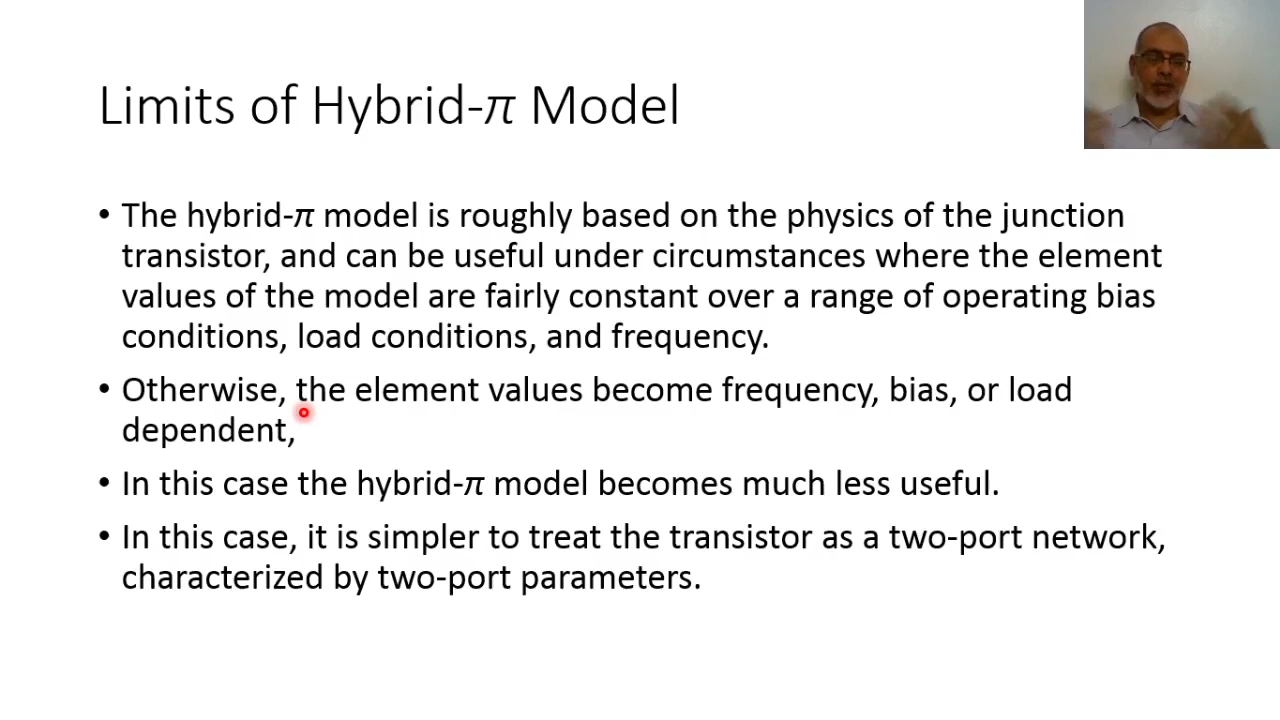 Limits of Hybrid-π Model
• The hybrid-π model is roughly based on the physics of the junction
transistor, and can be useful under circumstances where the element
values of the model are fairly constant over a range of operating bias
conditions, load conditions, and frequency.
• Otherwise, the element values become frequency, bias, or load
dependent,
• In this case the hybrid-π model becomes much less useful.
• In this case, it is simpler to treat the transistor as a two-port network,
characterized by two-port parameters.